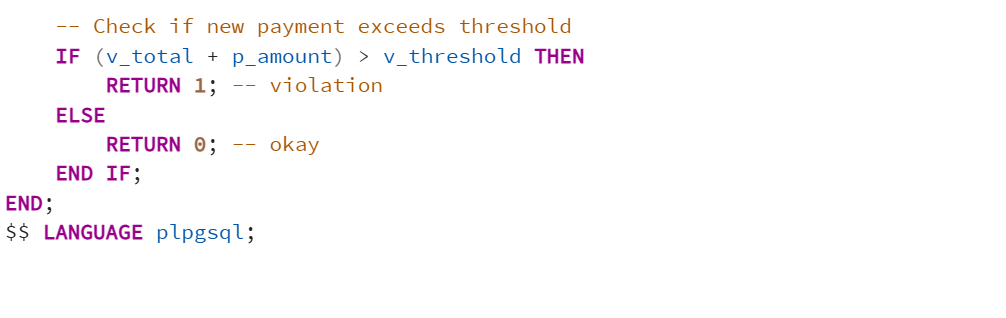 -- Check if new payment exceeds threshold
    IF (v_total + p_amount) > v_threshold THEN
        RETURN 1; -- violation
    ELSE
        RETURN 0; -- okay
    END IF;
END;
$$ LANGUAGE plpgsql;